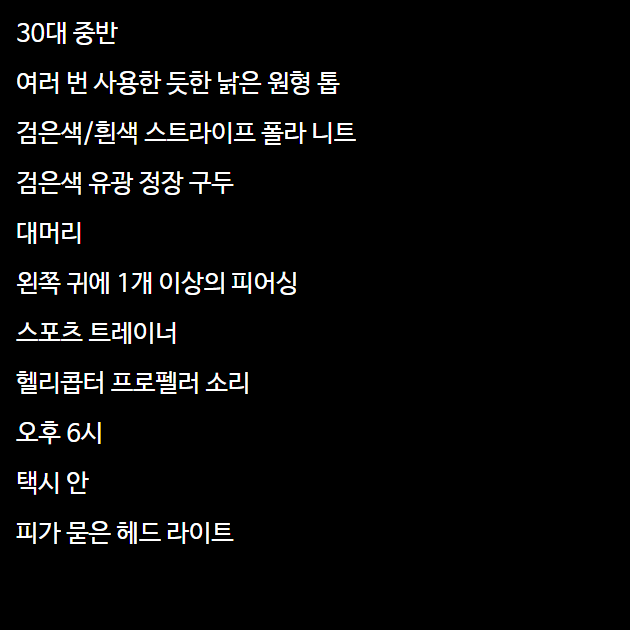 30대 중반
여러 번 사용한 듯한 낡은 원형 톱
검은색/흰색 스트라이프 폴라 니트
검은색 유광 정장 구두
대머리
왼쪽 귀에 1개 이상의 피어싱
스포츠 트레이너
헬리콥터 프로펠러 소리
오후 6시
택시 안
피가 묻은 헤드 라이트